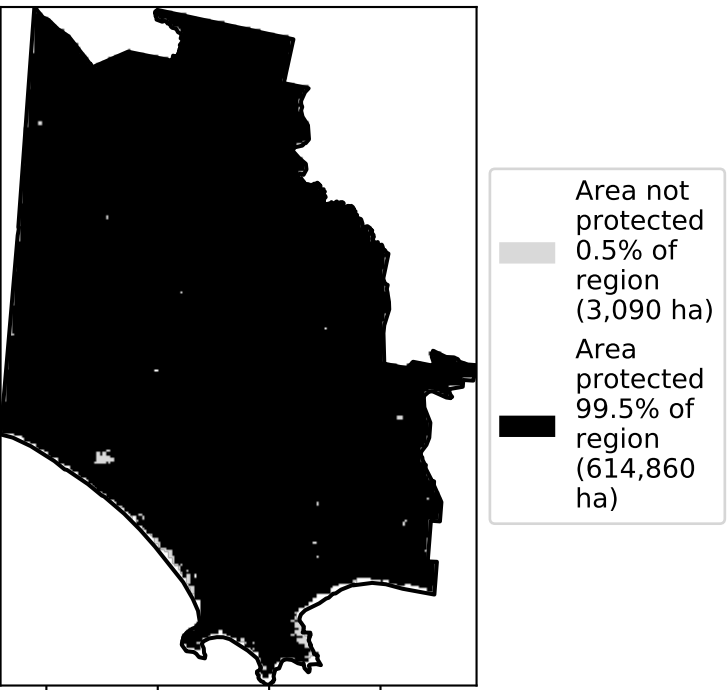 Area not
protected
0.5% of
region
(3,090 ha)
Area
protected
99.5% of
region
(614,860
ha)